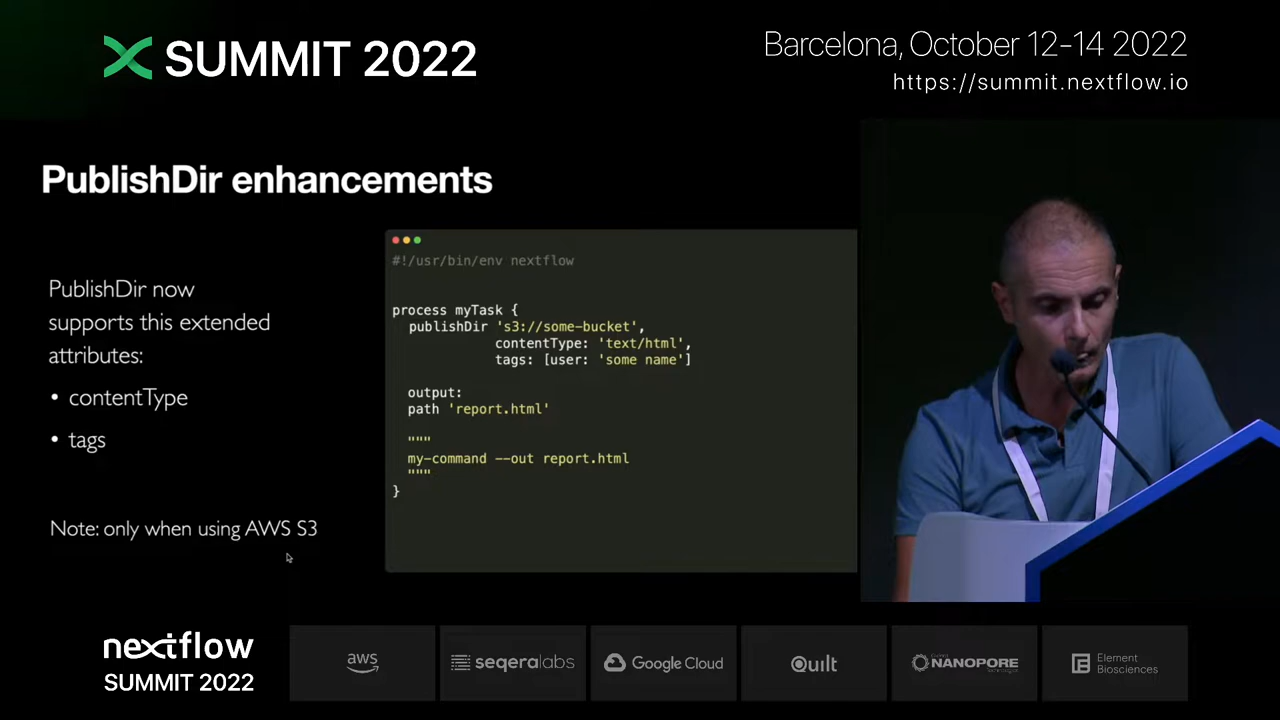 SUMMIT 2022
Barcelona, October 12-14 2022
https://summit.nextflow.io
PublishDir enhancements
PublishDir now
supports this extended
attributes:
• contentType
• tags
Note: only when using AWS S3
#!/usr/bin/env nextflow
process myTask {
publishDir 's3://some-bucket',
contentType: 'text/html',
tags: [user: 'some name']
output:
path 'report.html'
"""
my-command --out report.html
"""
}
nextflow
SUMMIT 2022
aws
seqeralabs
Google Cloud
Quilt
NANOPORE
Element
Biosciences